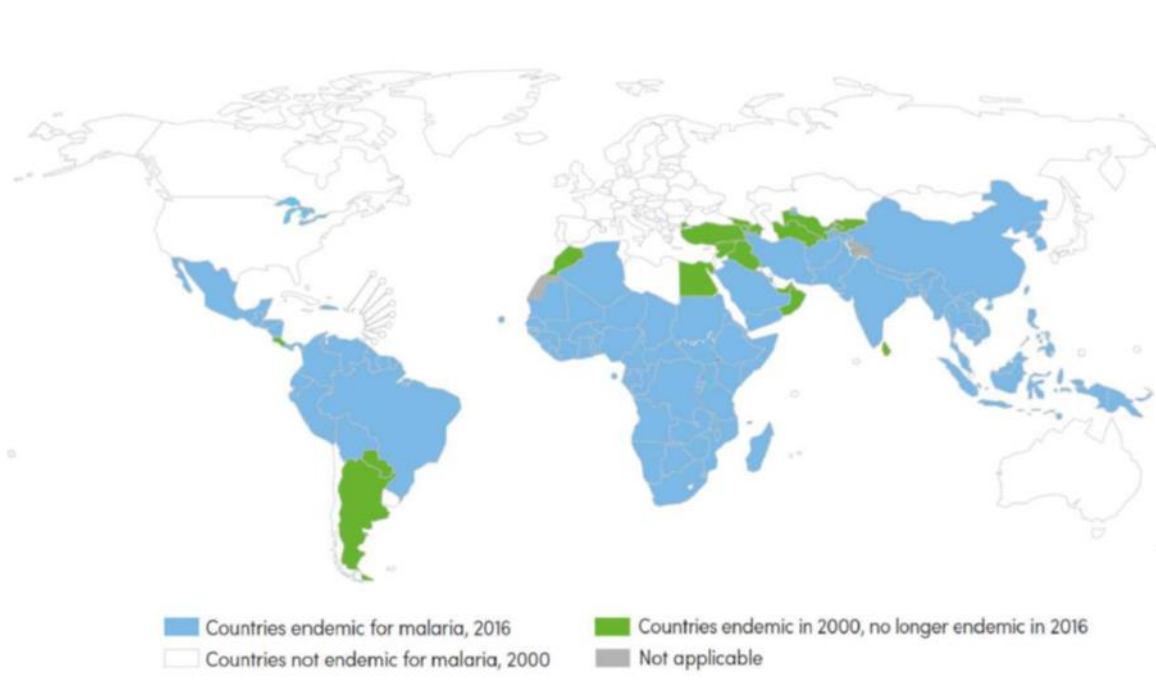 Countries endemic for malaria, 2016
Countries endemic in 2000, no longer endemic in 2016
Countries not endemic for malaria, 2000
Not applicable